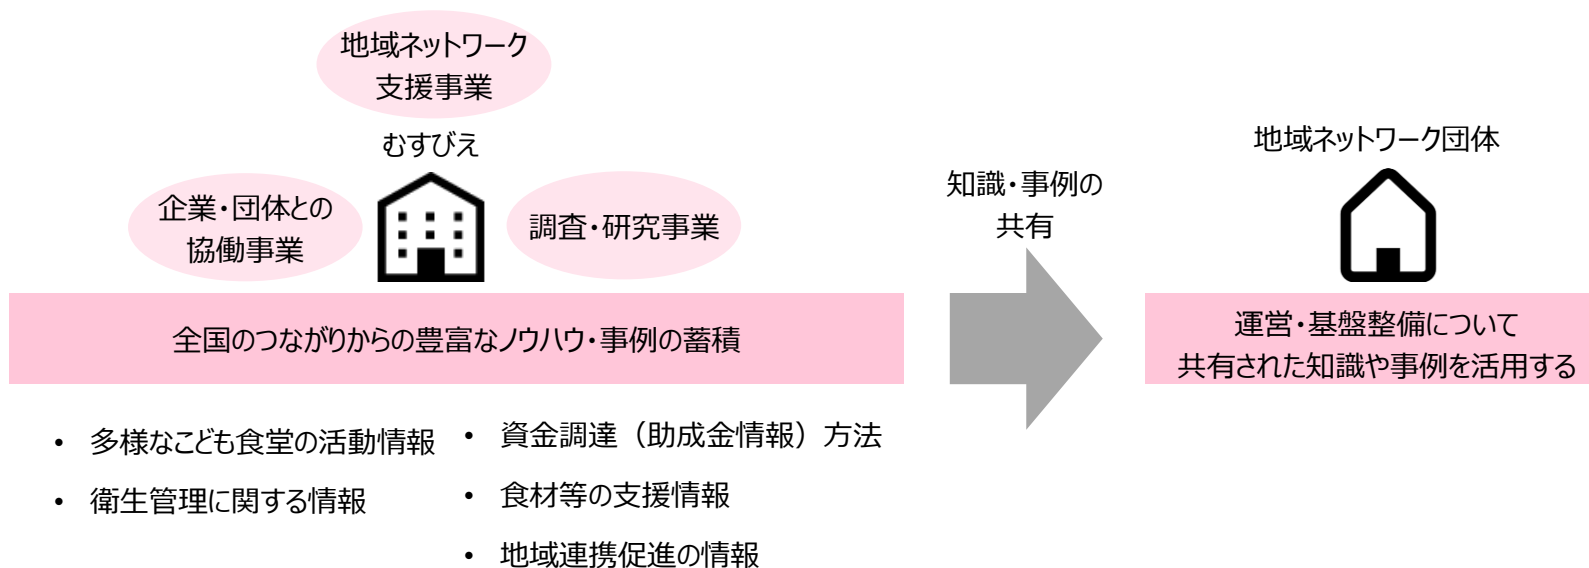 地域ネットワーク
支援事業
むすびえ
企業・団体との
協働事業
調査・研究事業
全国のつながりからの豊富なノウハウ・事例の蓄積
• 多様なこども食堂の活動情報
• 衛生管理に関する情報
• 資金調達（助成金情報）方法
• 食材等の支援情報
• 地域連携促進の情報
知識・事例の
共有
地域ネットワーク団体
運営・基盤整備について
共有された知識や事例を活用する